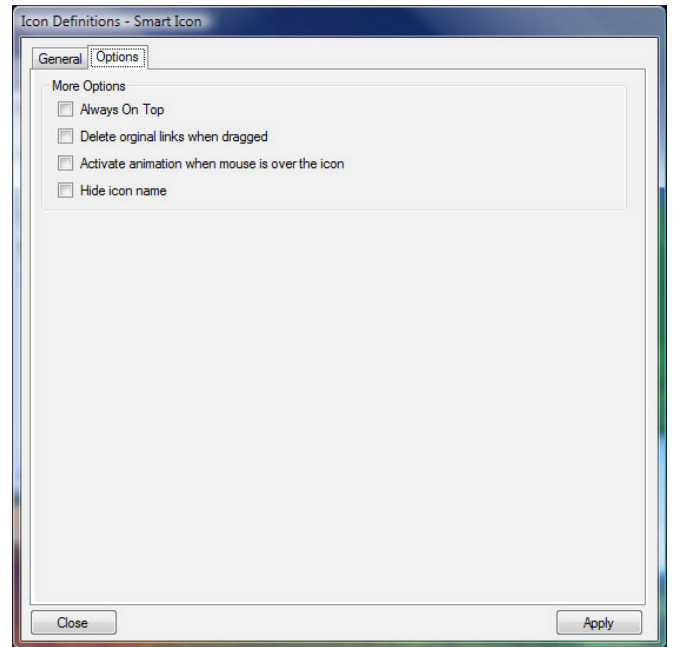 Icon Definitions - Smart Icon
General Options
More Options
Always On Top
Delete orginal links when dragged
Activate animation when mouse is over the icon
Hide icon name
Close Apply